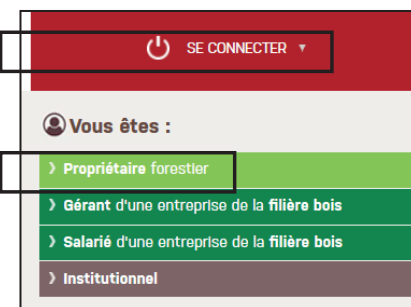 SE CONNECTER ▼
Vous êtes :
》 Propriétaire forestier
》 Gérant d'une entreprise de la filière bois
》 Salarié d'une entreprise de la filière bois
》 Institutionnel